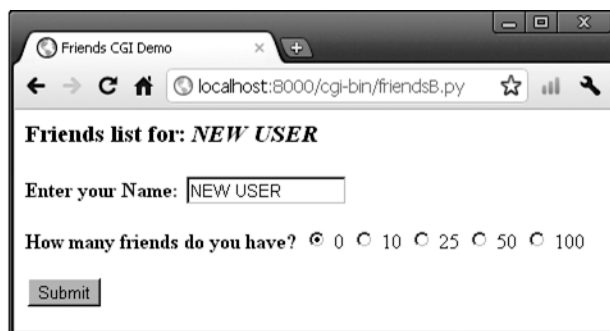 Friends CGI Demo
localhost:8000/cgi-bin/friendsB.py
Friends list for: NEW USER
Enter your Name: NEW USER
How many friends do you have? 0 10 25 50 100
Submit